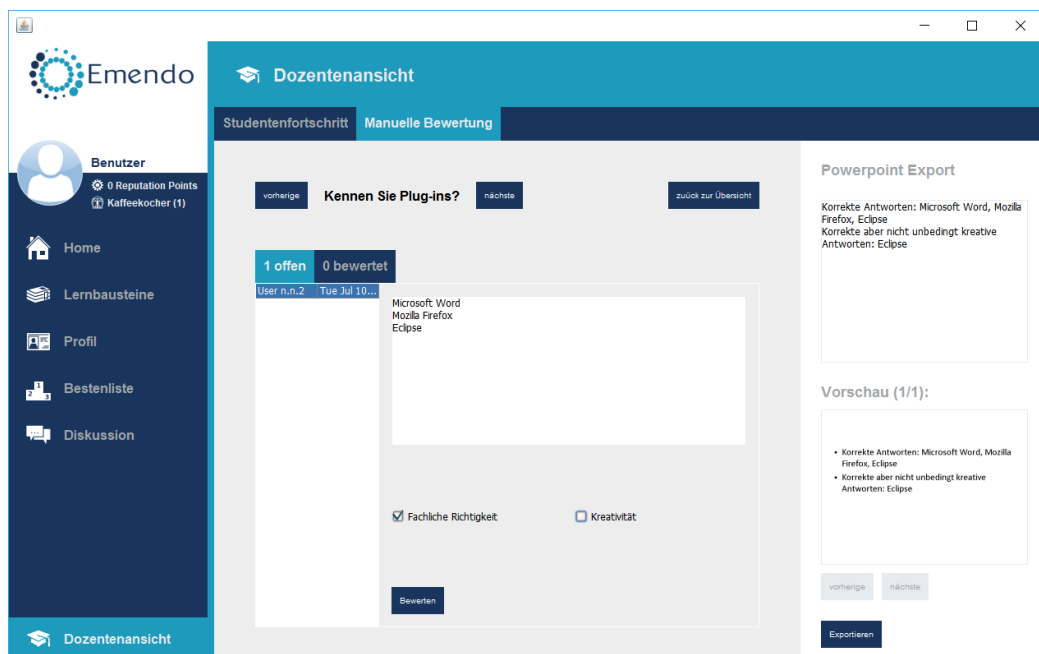 Emendo
Dozentenansicht
Studentenfortschritt Manuelle Bewertung
Benutzer
0 Reputation Points
Kaffeekocher (1)
Home
Lernbausteine
Profil
Bestenliste
Diskussion
Dozentenansicht
vorherige Kennen Sie Plug-ins? nächste zuück zur Übersicht
1 offen 0 bewertet
User n.n.2 Tue Jul 10...
Microsoft Word
Mozilla Firefox
Eclipse
Fachliche Richtigkeit Kreativität
Bewerten
Powerpoint Export
Korrekte Antworten: Microsoft Word, Mozilla
Firefox, Eclipse
Korrekte aber nicht unbedingt kreative
Antworten: Eclipse
Vorschau (1/1):
• Korrekte Antworten: Microsoft Word, Mozilla
Firefox, Eclipse
• Korrekte aber nicht unbedingt kreative
Antworten: Eclipse
vorherige nächste
Exportieren